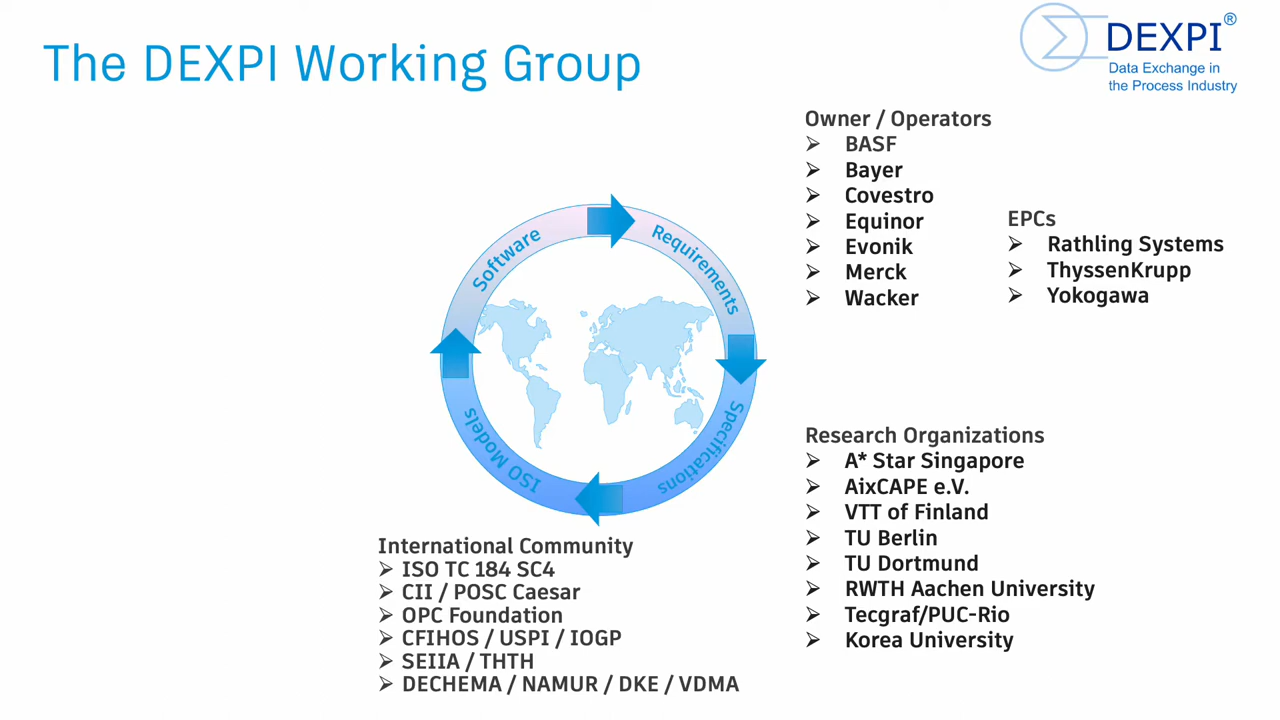 The DEXPI Working Group
DEXPI®
Data Exchange in
the Process Industry
Owner / Operators
➢ BASF
➢ Bayer
➢ Covestro
➢ Equinor
➢ Evonik
➢ Merck
➢ Wacker
EPCs
➢ Rathling Systems
➢ ThyssenKrupp
➢ Yokogawa
Software
Requirements
Specifications
ISO Models
Research Organizations
➢ A* Star Singapore
➢ AixCAPE e.V.
➢ VTT of Finland
➢ TU Berlin
➢ TU Dortmund
➢ RWTH Aachen University
➢ Tecgraf/PUC-Rio
➢ Korea University
International Community
➢ ISO TC 184 SC4
➢ CII / POSC Caesar
➢ OPC Foundation
➢ CFIHOS / USPI / IOGP
➢ SEIIA / THTH
➢ DECHEMA / NAMUR / DKE / VDMA